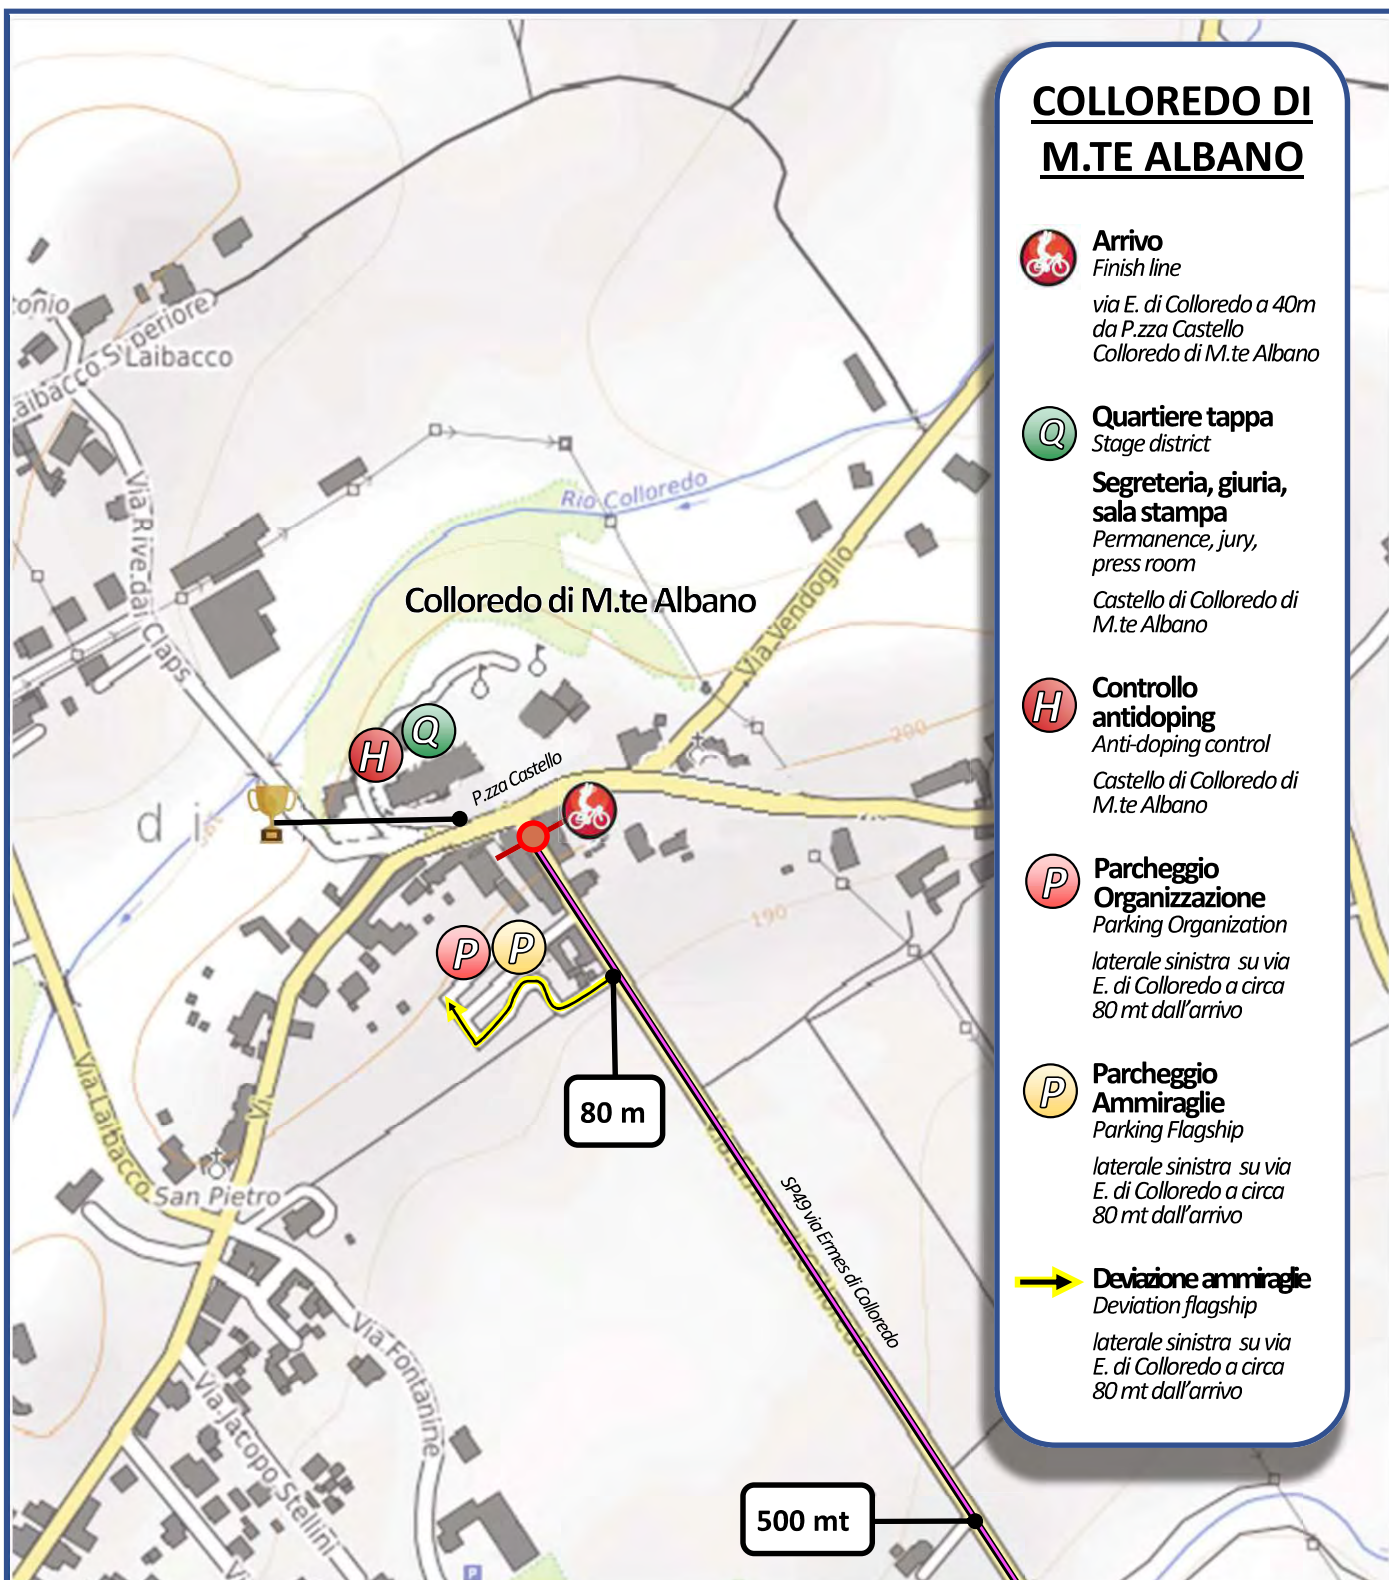 COLLOREDO DI
M.TE ALBANO
Arrivo
Finish line
via E. di Colloredo a 40m
da P.zza Castello
Colloredo di M.te Albano
Q
Quartiere tappa
Stage district
Segreteria, giuria,
sala stampa
Permanence, jury,
press room
Castello di Colloredo di
M.te Albano
H
Controllo
antidoping
Anti-doping control
Castello di Colloredo di
M.te Albano
P
Parcheggio
Organizzazione
Parking Organization
laterale sinistra su via
E. di Colloredo a circa
80 mt dall'arrivo
P
Parcheggio
Ammiraglie
Parking Flagship
laterale sinistra su via
E. di Colloredo a circa
80 mt dall'arrivo
Deviazione ammiraglie
Deviation flagship
laterale sinistra su via
E. di Colloredo a circa
80 mt dall'arrivo
tonio
Laibacco Superiore
Laibacco
Via Rive dai Claps
Rio Colloredo
Colloredo di M.te Albano
Via Vendoglio
200
H
Q
P.zza Castello
d i
190
P
P
80 m
Via Laibacco
Vi
San Pietro
SP49 via Ermes di Colloredo
Via Fontanine
Via Jacopo Stellini
500 mt
P